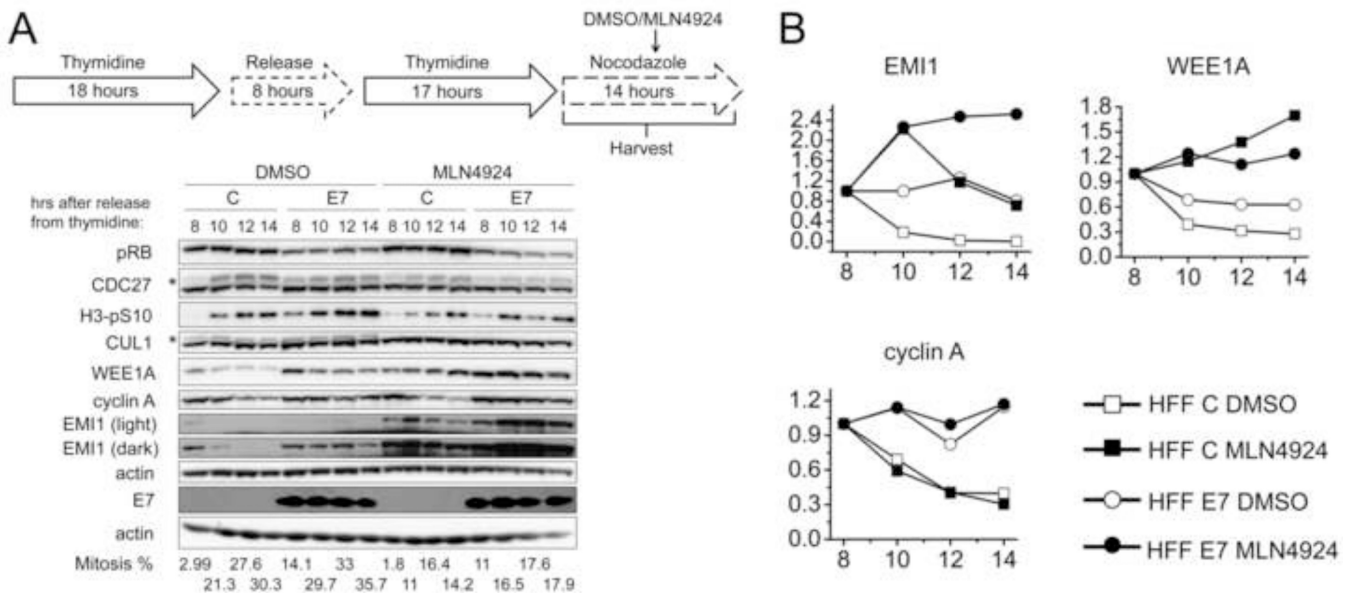 A
DMSO/MLN4924
Thymidine
Release
Thymidine
Nocodazole
18 hours
8 hours
17 hours
14 hours
Harvest
DMSO
MLN4924
hrs after release
from thymidine:
C
E7
C
E7
8 10 12 14 8 10 12 14 8 10 12 14 8 10 12 14
pRB
CDC27 *
H3-pS10
CUL1 *
WEE1A
cyclin A
EMI1 (light)
EMI1 (dark)
actin
E7
actin
Mitosis %
2.99 27.6 14.1 33 1.8 16.4 11 17.6
21.3 30.3 29.7 35.7 11 14.2 16.5 17.9
B
EMI1
2.4
2.0
1.6
1.2
0.8
0.4
0.0
8 10 12 14
WEE1A
1.8
1.5
1.2
0.9
0.6
0.3
0.0
8 10 12 14
cyclin A
1.2
0.9
0.6
0.3
0.0
8 10 12 14
HFF C DMSO
HFF C MLN4924
HFF E7 DMSO
HFF E7 MLN4924